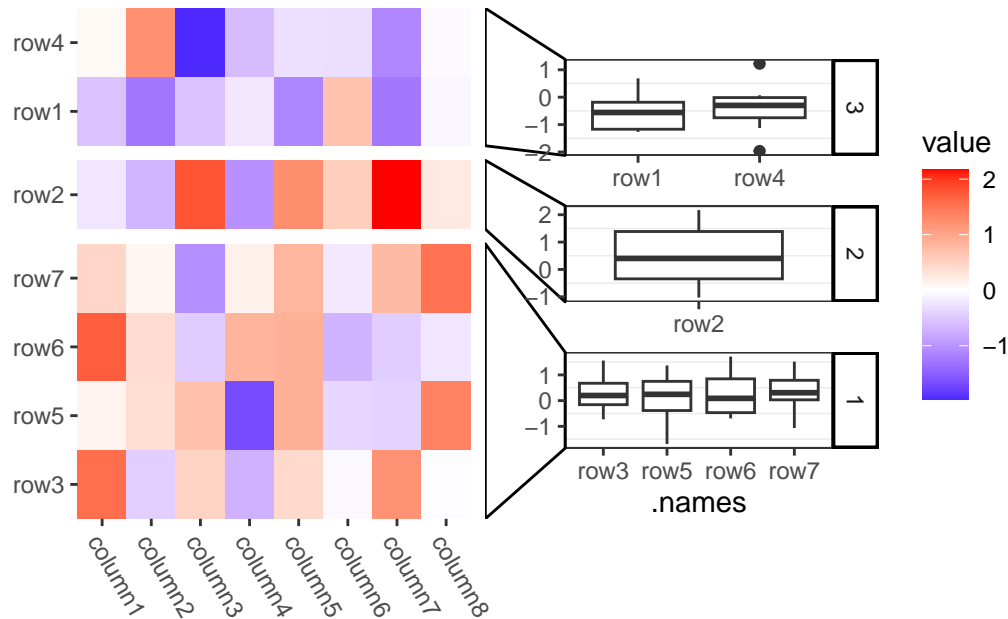 row4
row1
row2
row7
row6
row5
row3
column1
column2
column3
column4
column5
column6
column7
column8
1
0
−1
−2
row1
row4
3
2
1
0
−1
row2
2
1
0
−1
row3
row5
row6
row7
1
.names
value
2
1
0
−1